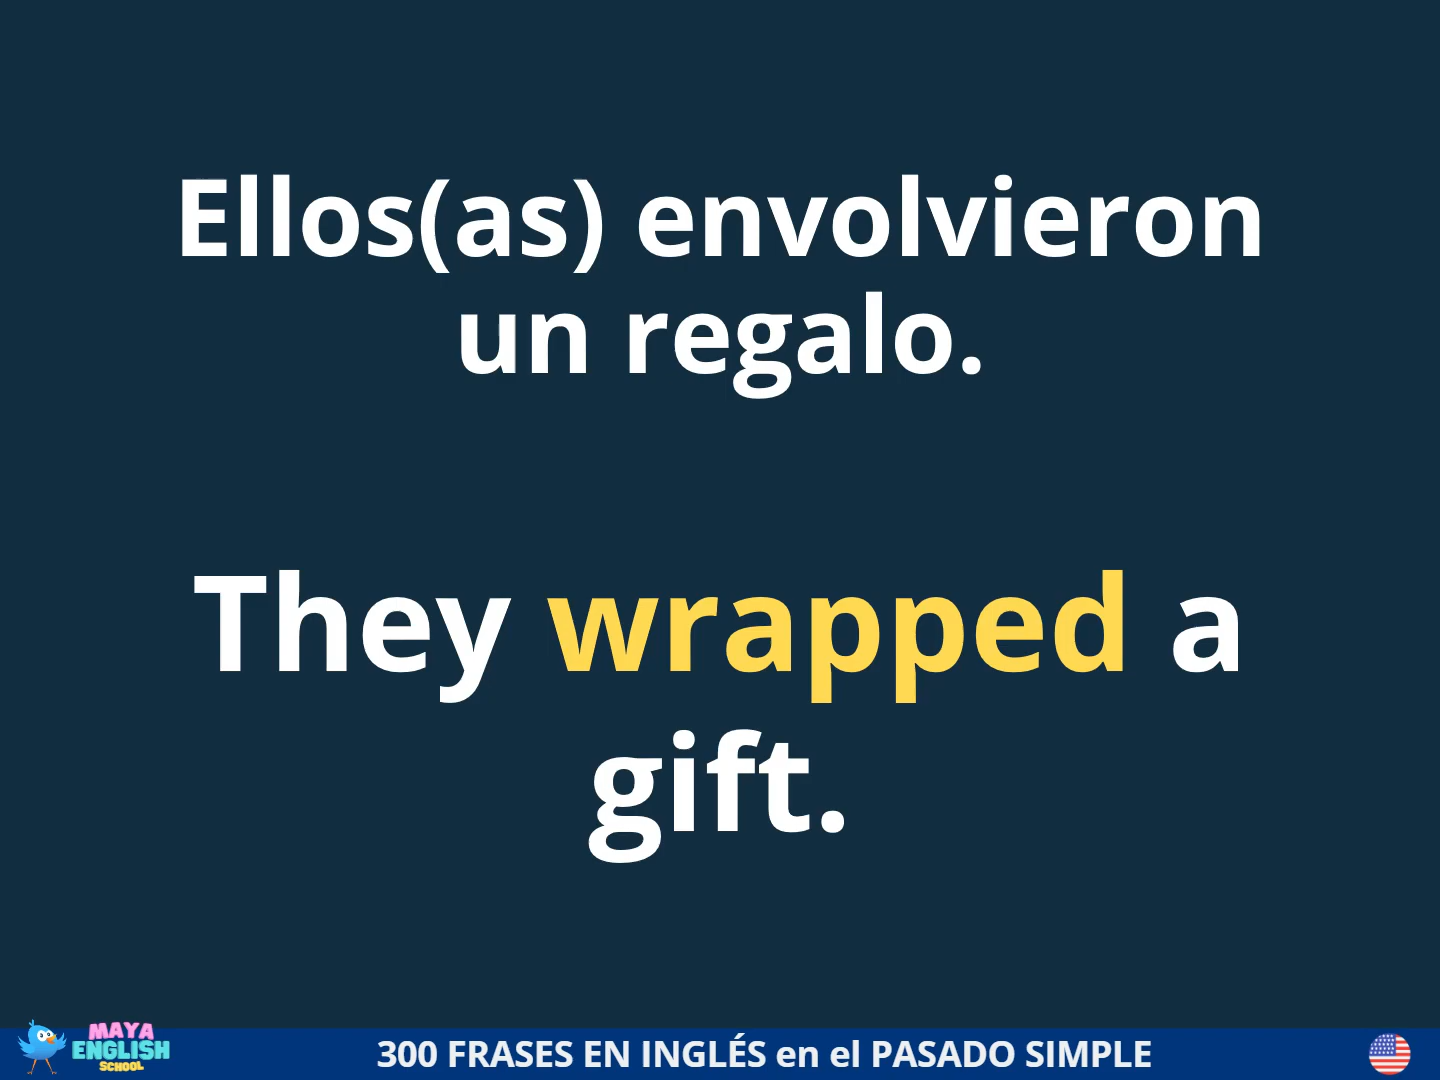 Ellos(as) envolvieron
un regalo.
They wrapped a
gift.
MAYA
ENGLISH
SCHOOL
300 FRASES EN INGLÉS en el PASADO SIMPLE